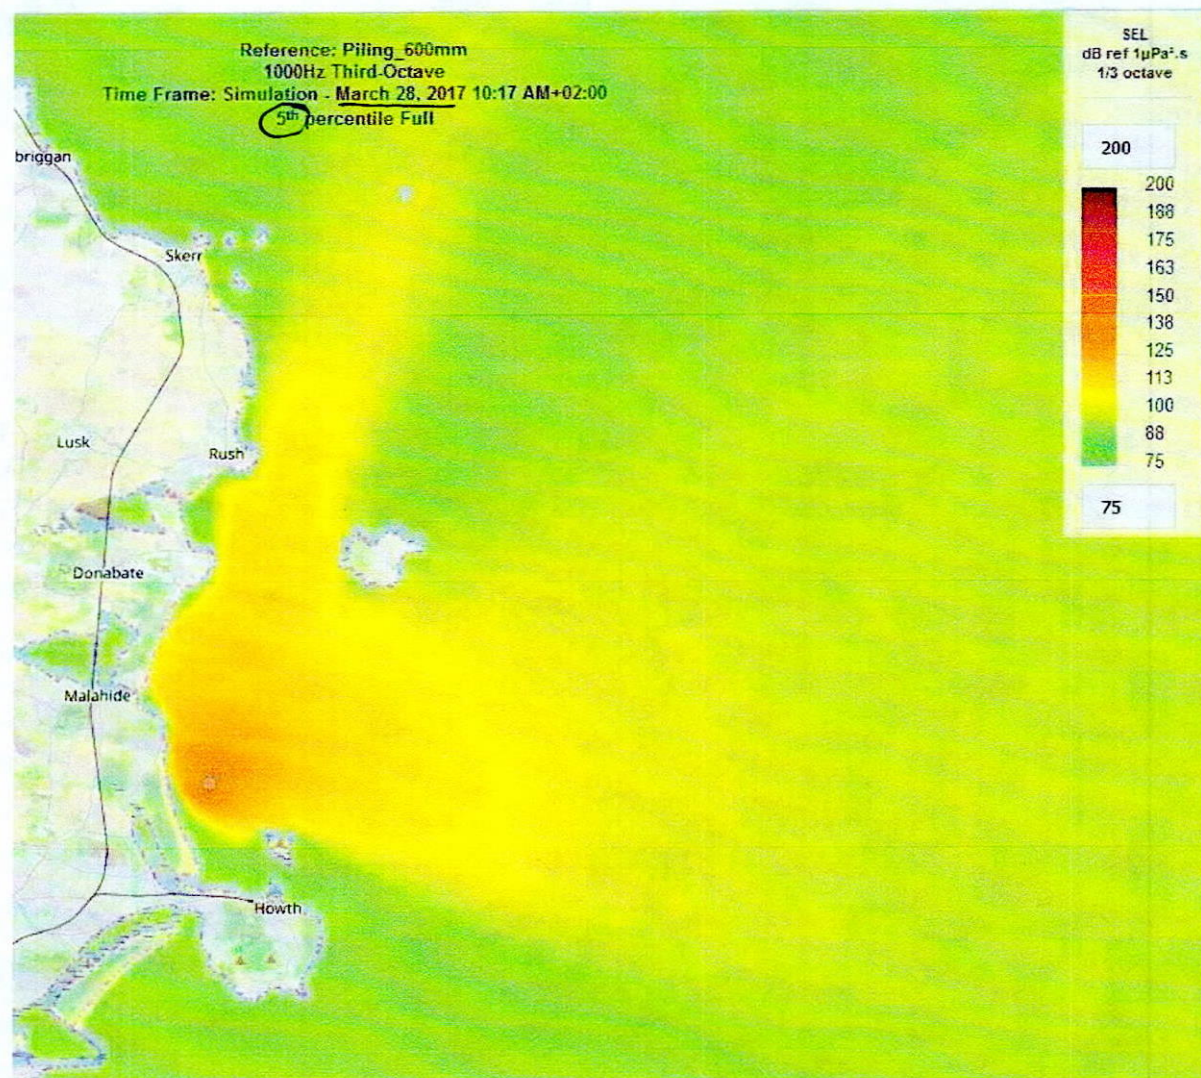 Reference: Piling_600mm
1000Hz Third-Octave
Time Frame: Simulation - March 28, 2017 10:17 AM+02:00
5th percentile Full
SEL
dB ref 1µPa².s
1/3 octave
200
200
188
175
163
150
138
125
113
100
88
75
75
briggan
Skerr
Lusk
Rush
Donabate
Malahide
Howth